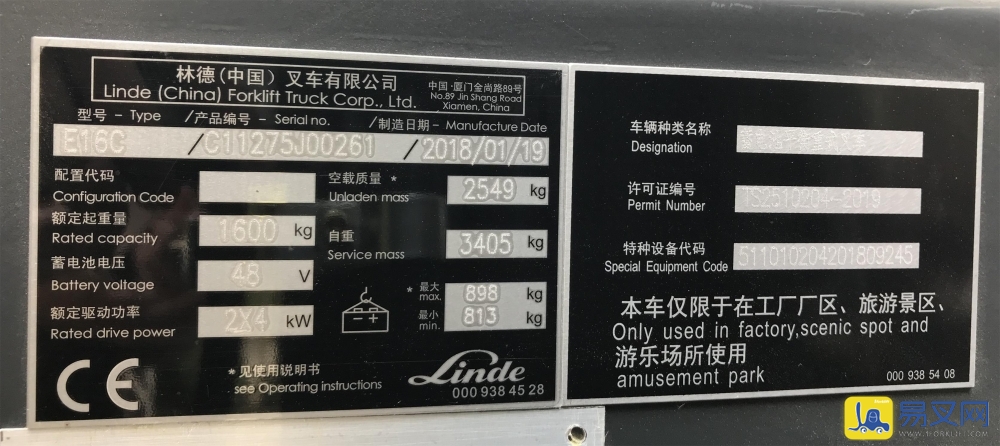 林德(中国)叉车有限公司
Linde (China) Forklift Truck Corp., Ltd.
中国·厦门金尚路89号
No.89 Jin Shang Road
Xiamen, China
型号 - Type /产品编号 - Serial no. /制造日期 - Manufacture Date
E16C / G11275J00261 / 2018/01/19
配置代码
Configuration Code
额定起重量
Rated capacity 1600 kg
蓄电池电压
Battery voltage 48 V
额定驱动功率
Rated drive power 2X4 kW
空载质量 *
Unladen mass 2549 kg
自重
Service mass 3405 kg
* 最大
max. 898 kg
最小
min. 813 kg
CE
* 见使用说明书
see Operating instructions
Linde
000 938 45 28
车辆种类名称
Designation
许可证编号
Permit Number TS2510204-2019
特种设备代码
Special Equipment Code 511010204201809245
本车仅限于在工厂厂区、旅游景区、
Only used in factory,scenic spot and
游乐场所使用
amusement park
000 938 54 08
易叉网